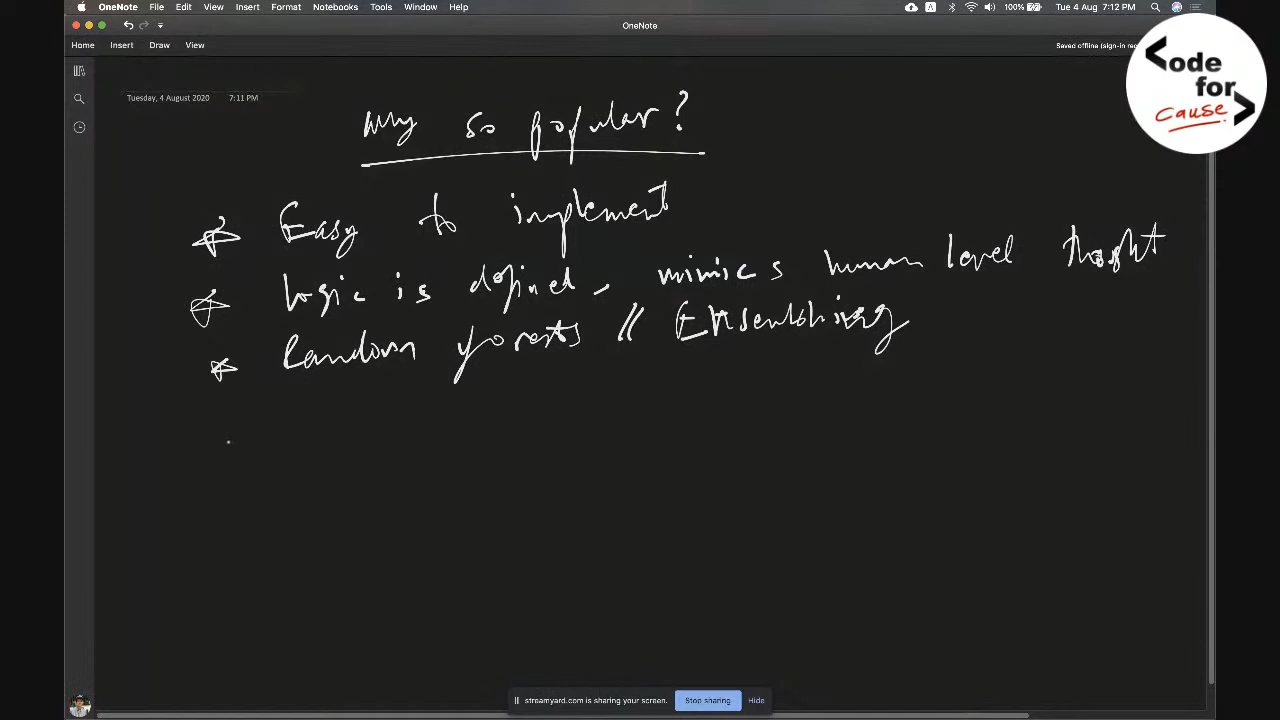 OneNote File Edit View Insert Format Notebooks Tools Window Help 100% Tue 4 Aug 7:12 PM
OneNote
Home Insert Draw View Saved offline (sign-in req
Code for cause
Tuesday, 4 August 2020 7:11 PM
Why so popular?
* Easy to implement
* Logic is defined, mimics human level thought
* Random forests // Ensembling
streamyard.com is sharing your screen. Stop sharing Hide